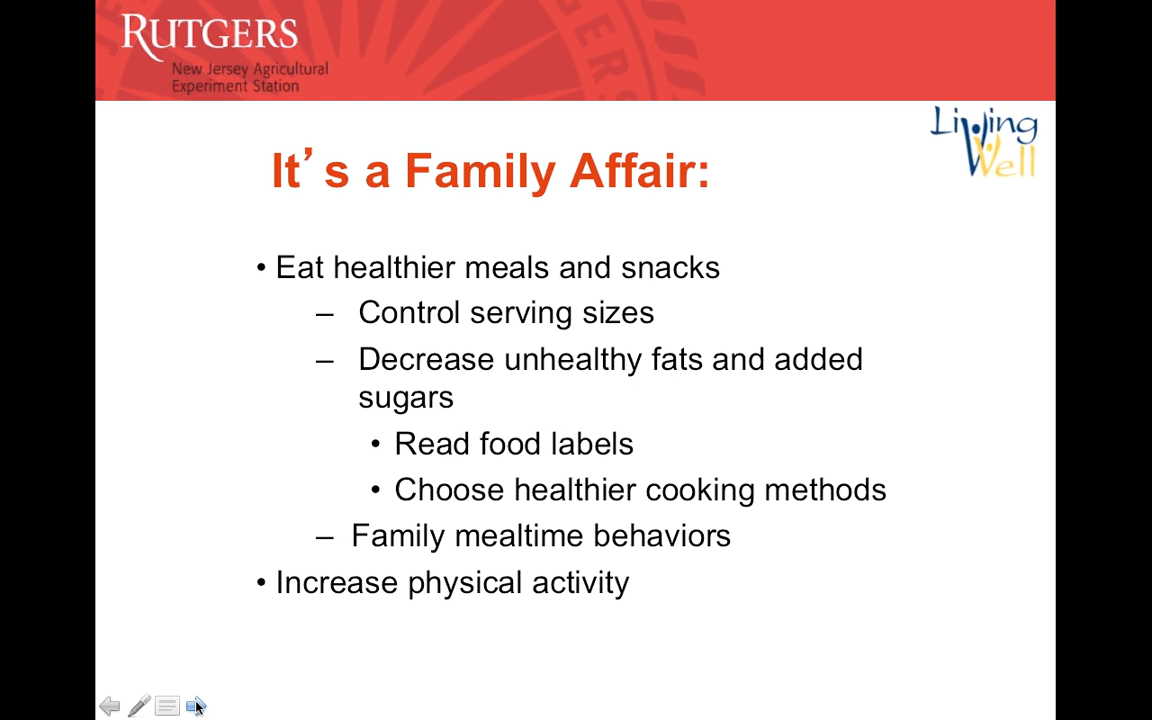 RUTGERS
New Jersey Agricultural
Experiment Station
Living
Well
It’s a Family Affair:
• Eat healthier meals and snacks
– Control serving sizes
– Decrease unhealthy fats and added
sugars
• Read food labels
• Choose healthier cooking methods
– Family mealtime behaviors
• Increase physical activity